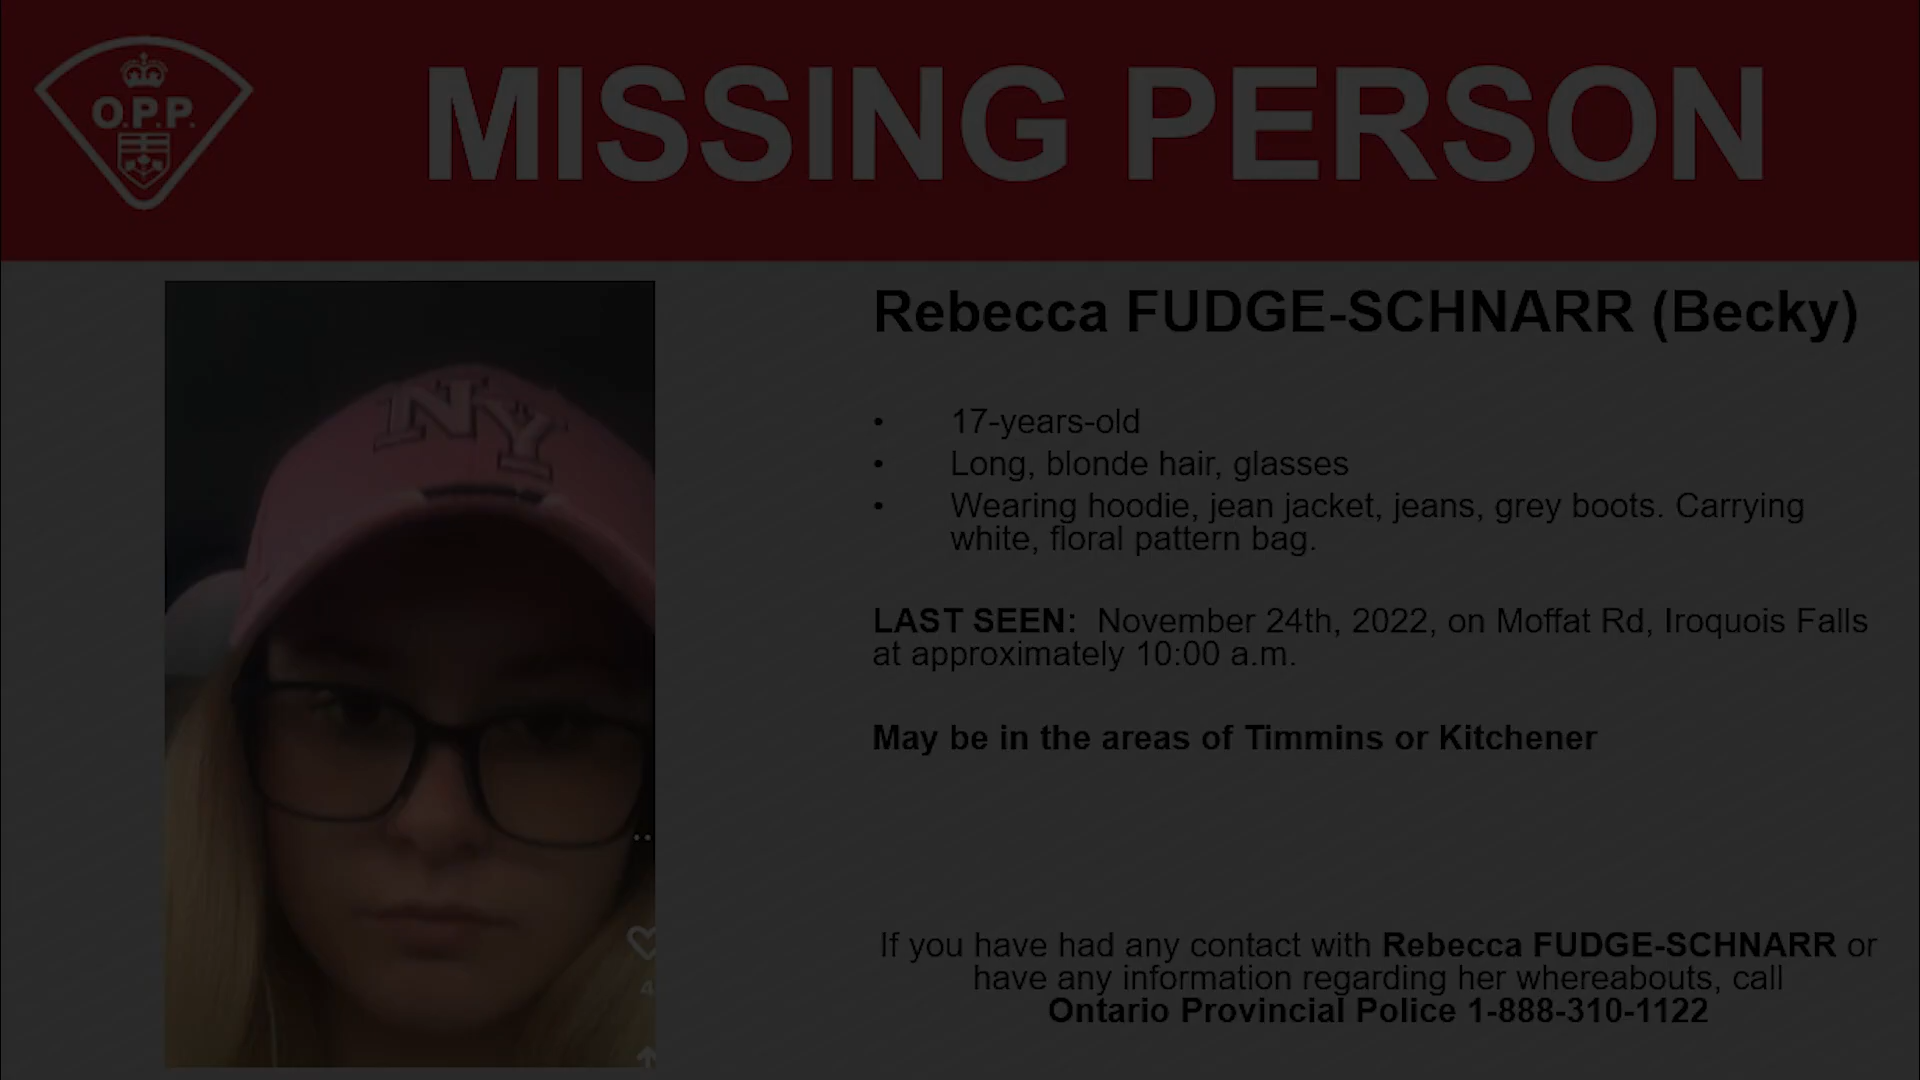 O.P.P.
MISSING PERSON
NY
Rebecca FUDGE-SCHNARR (Becky)
• 17-years-old
• Long, blonde hair, glasses
• Wearing hoodie, jean jacket, jeans, grey boots. Carrying
white, floral pattern bag.
LAST SEEN: November 24th, 2022, on Moffat Rd, Iroquois Falls
at approximately 10:00 a.m.
May be in the areas of Timmins or Kitchener
4
If you have had any contact with Rebecca FUDGE-SCHNARR or
have any information regarding her whereabouts, call
Ontario Provincial Police 1-888-310-1122